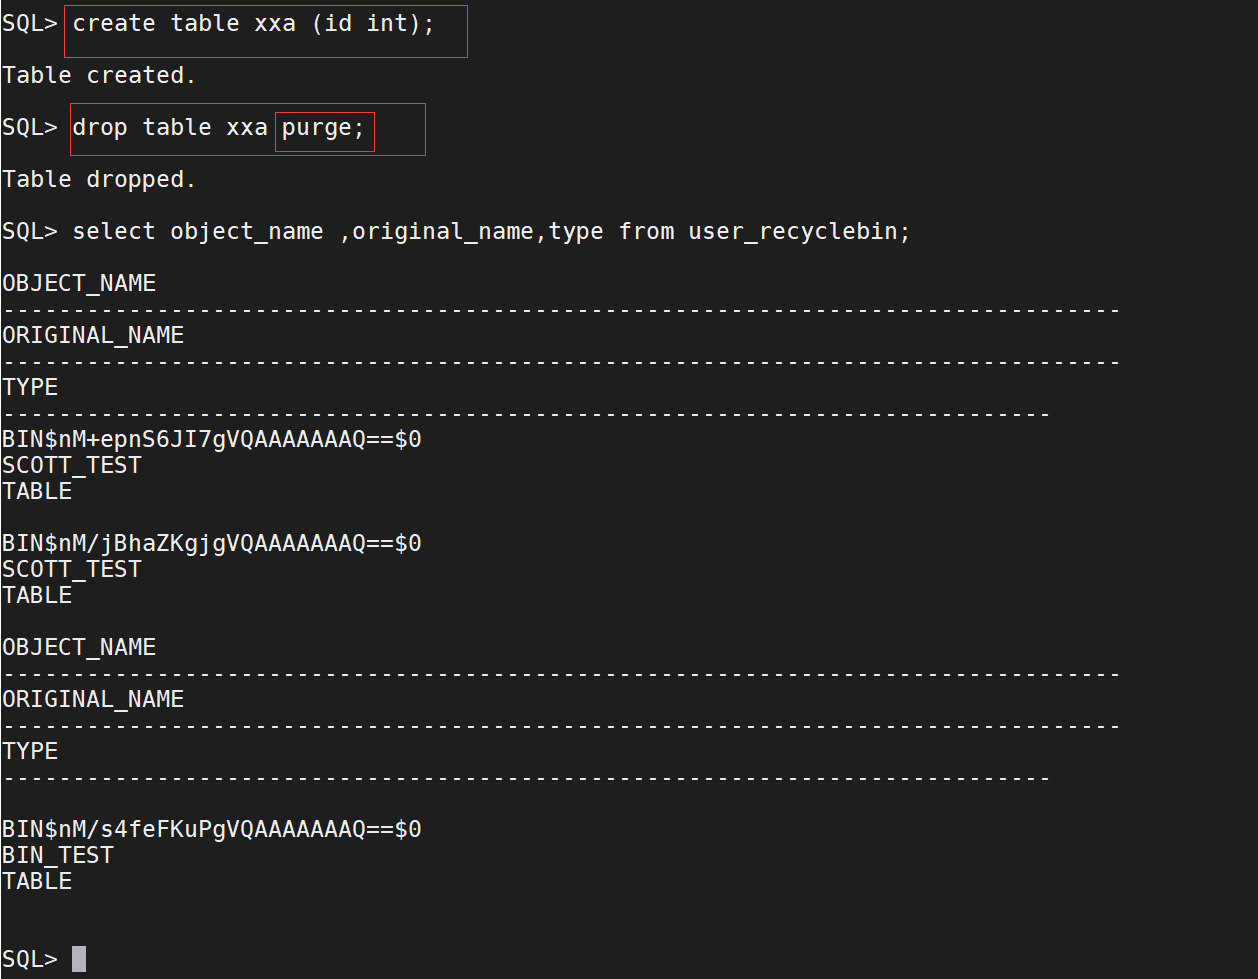 SQL> create table xxa (id int);
Table created.
SQL> drop table xxa purge;
Table dropped.
SQL> select object_name ,original_name,type from user_recyclebin;
OBJECT_NAME
--------------------------------------------------------------------------------
ORIGINAL_NAME
--------------------------------------------------------------------------------
TYPE
---------------------------------------------------------------------------
BIN$nM+epnS6JI7gVQAAAAAAAQ==$0
SCOTT_TEST
TABLE
BIN$nM/jBhaZKgjgVQAAAAAAAQ==$0
SCOTT_TEST
TABLE
OBJECT_NAME
--------------------------------------------------------------------------------
ORIGINAL_NAME
--------------------------------------------------------------------------------
TYPE
---------------------------------------------------------------------------
BIN$nM/s4feFKuPgVQAAAAAAAQ==$0
BIN_TEST
TABLE
SQL>